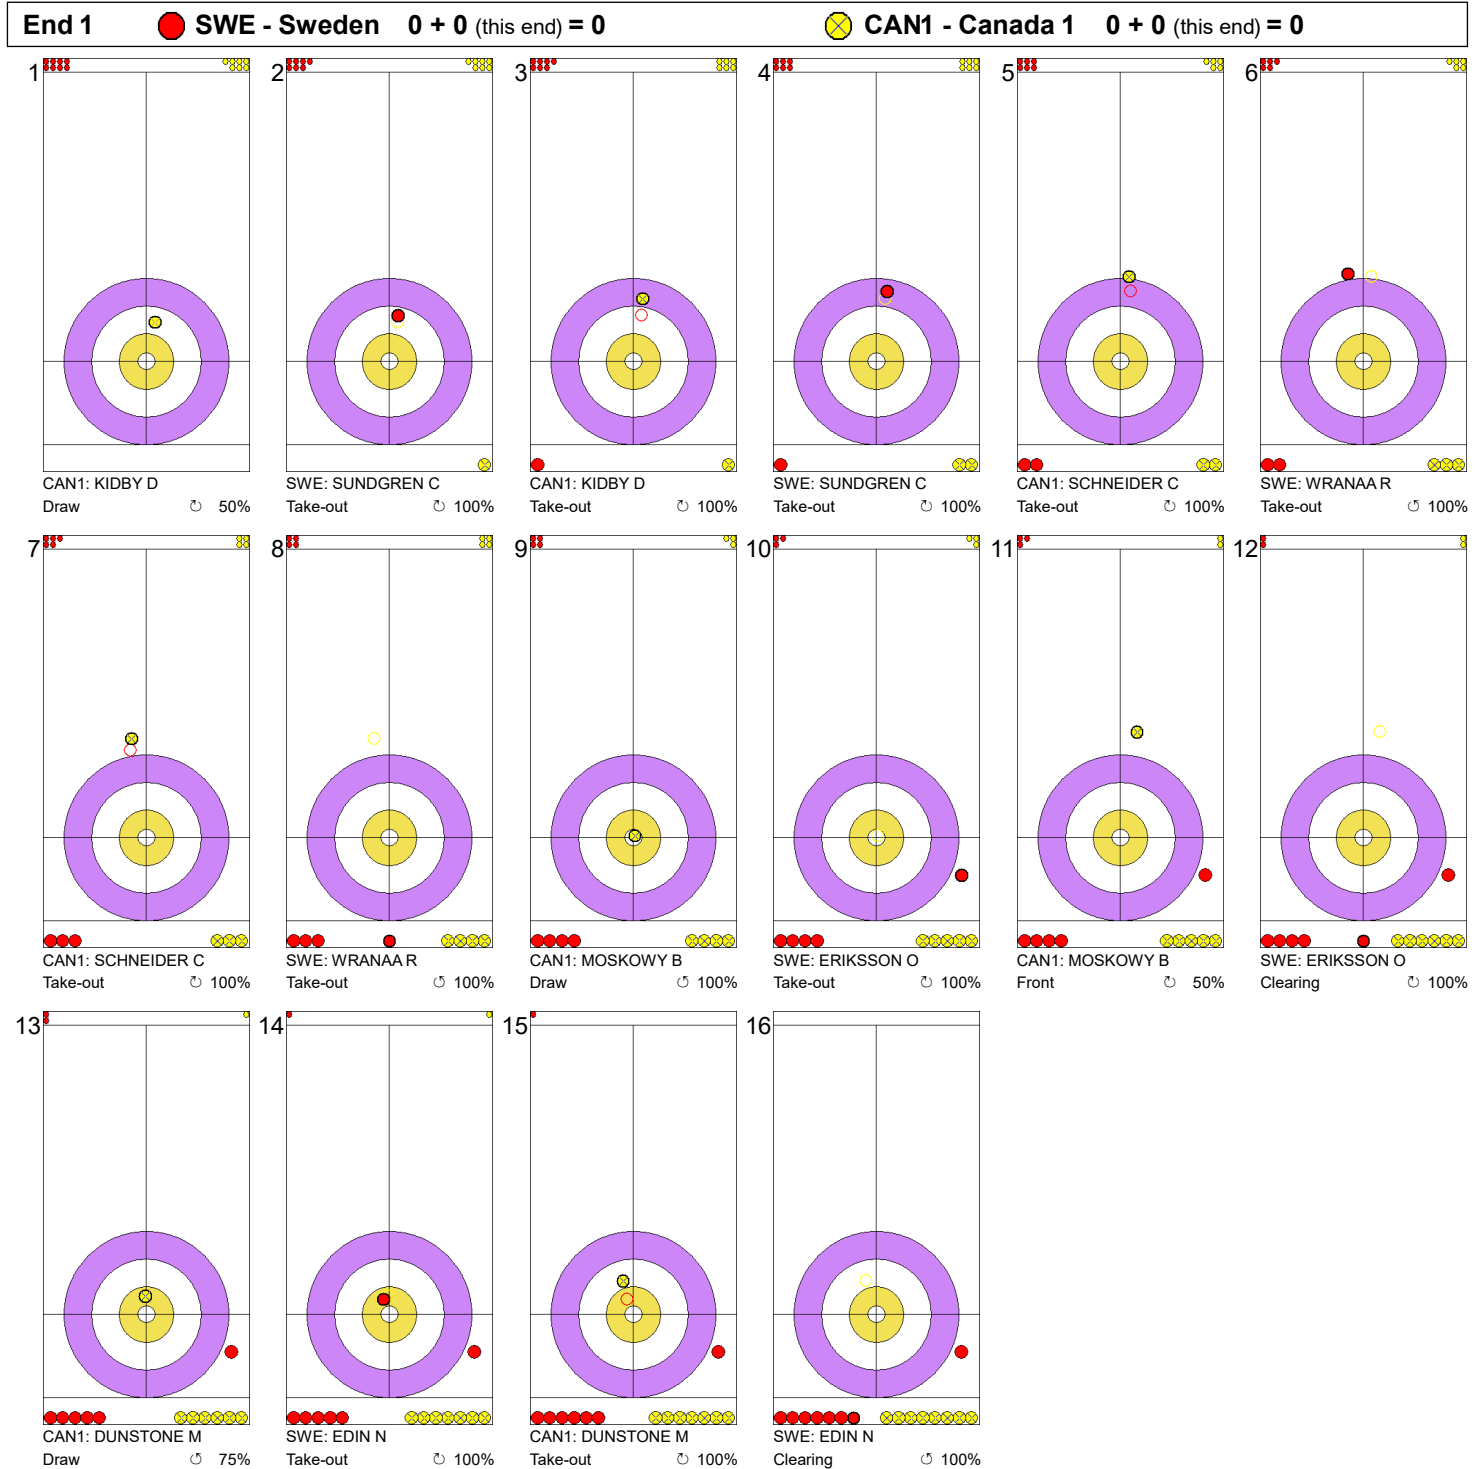 End 1 SWE - Sweden 0 + 0 (this end) = 0 CAN1 - Canada 1 0 + 0 (this end) = 0
1 2 3 4 5 6
CAN1: KIDBY D SWE: SUNDGREN C CAN1: KIDBY D SWE: SUNDGREN C CAN1: SCHNEIDER C SWE: WRANAA R
Draw ↻ 50% Take-out ↻ 100% Take-out ↻ 100% Take-out ↻ 100% Take-out ↻ 100% Take-out ↻ 100%
7 8 9 10 11 12
CAN1: SCHNEIDER C SWE: WRANAA R CAN1: MOSKOWY B SWE: ERIKSSON O CAN1: MOSKOWY B SWE: ERIKSSON O
Take-out ↻ 100% Take-out ↻ 100% Draw ↻ 100% Take-out ↻ 100% Front ↻ 50% Clearing ↻ 100%
13 14 15 16
CAN1: DUNSTONE M SWE: EDIN N CAN1: DUNSTONE M SWE: EDIN N
Draw ↺ 75% Take-out ↺ 100% Take-out ↻ 100% Clearing ↻ 100%